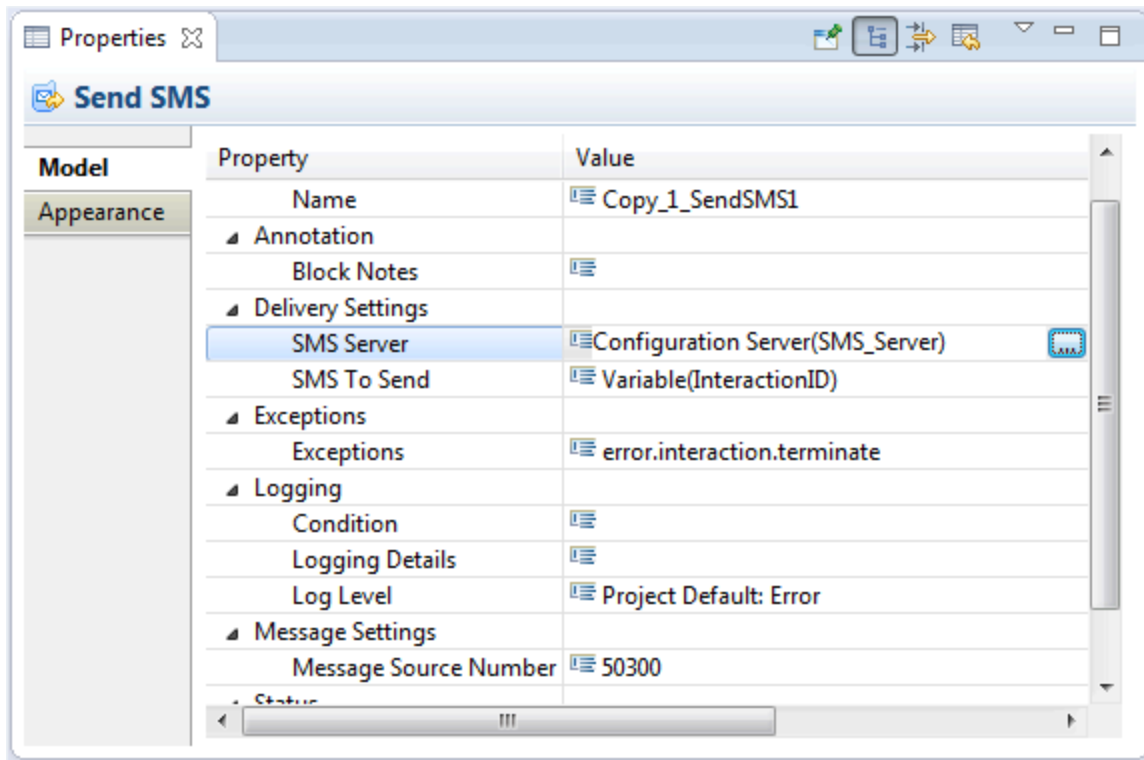 Properties
Send SMS
Model
Appearance
Property Value
Name Copy_1_SendSMS1
Annotation
Block Notes
Delivery Settings
SMS Server Configuration Server(SMS_Server) ...
SMS To Send Variable(InteractionID)
Exceptions
Exceptions error.interaction.terminate
Logging
Condition
Logging Details
Log Level Project Default: Error
Message Settings
Message Source Number 50300
Status